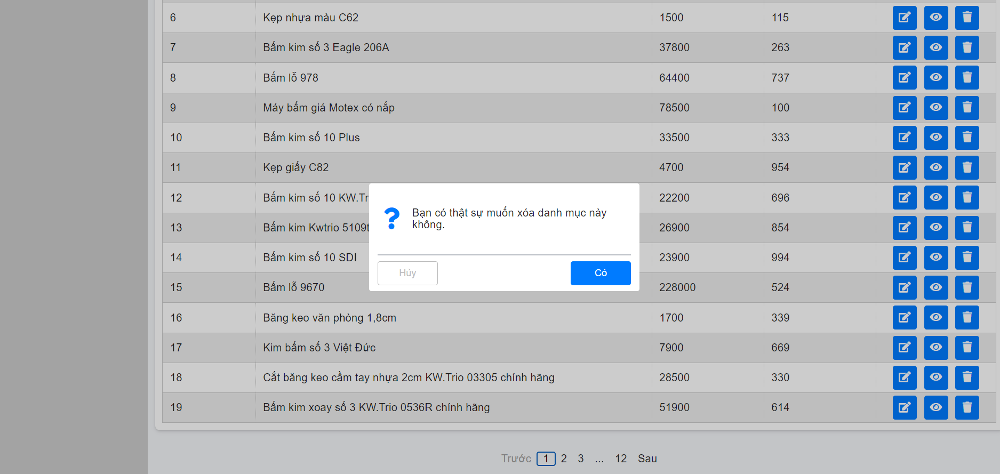 6 Kẹp nhựa màu C62 1500 115
7 Bấm kim số 3 Eagle 206A 37800 263
8 Bấm lỗ 978 64400 737
9 Máy bấm giá Motex có nắp 78500 100
10 Bấm kim số 10 Plus 33500 333
11 Kẹp giấy C82 4700 954
12 Bấm kim số 10 KW.Tr 22200 696
13 Bấm kim Kwtrio 5109t 26900 854
14 Bấm kim số 10 SDI 23900 994
15 Bấm lỗ 9670 228000 524
16 Băng keo văn phòng 1,8cm 1700 339
17 Kim bấm số 3 Việt Đức 7900 669
18 Cắt băng keo cầm tay nhựa 2cm KW.Trio 03305 chính hãng 28500 330
19 Bấm kim xoay số 3 KW.Trio 0536R chính hãng 51900 614
Bạn có thật sự muốn xóa danh mục này
không.
Hủy Có
Trước 1 2 3 ... 12 Sau